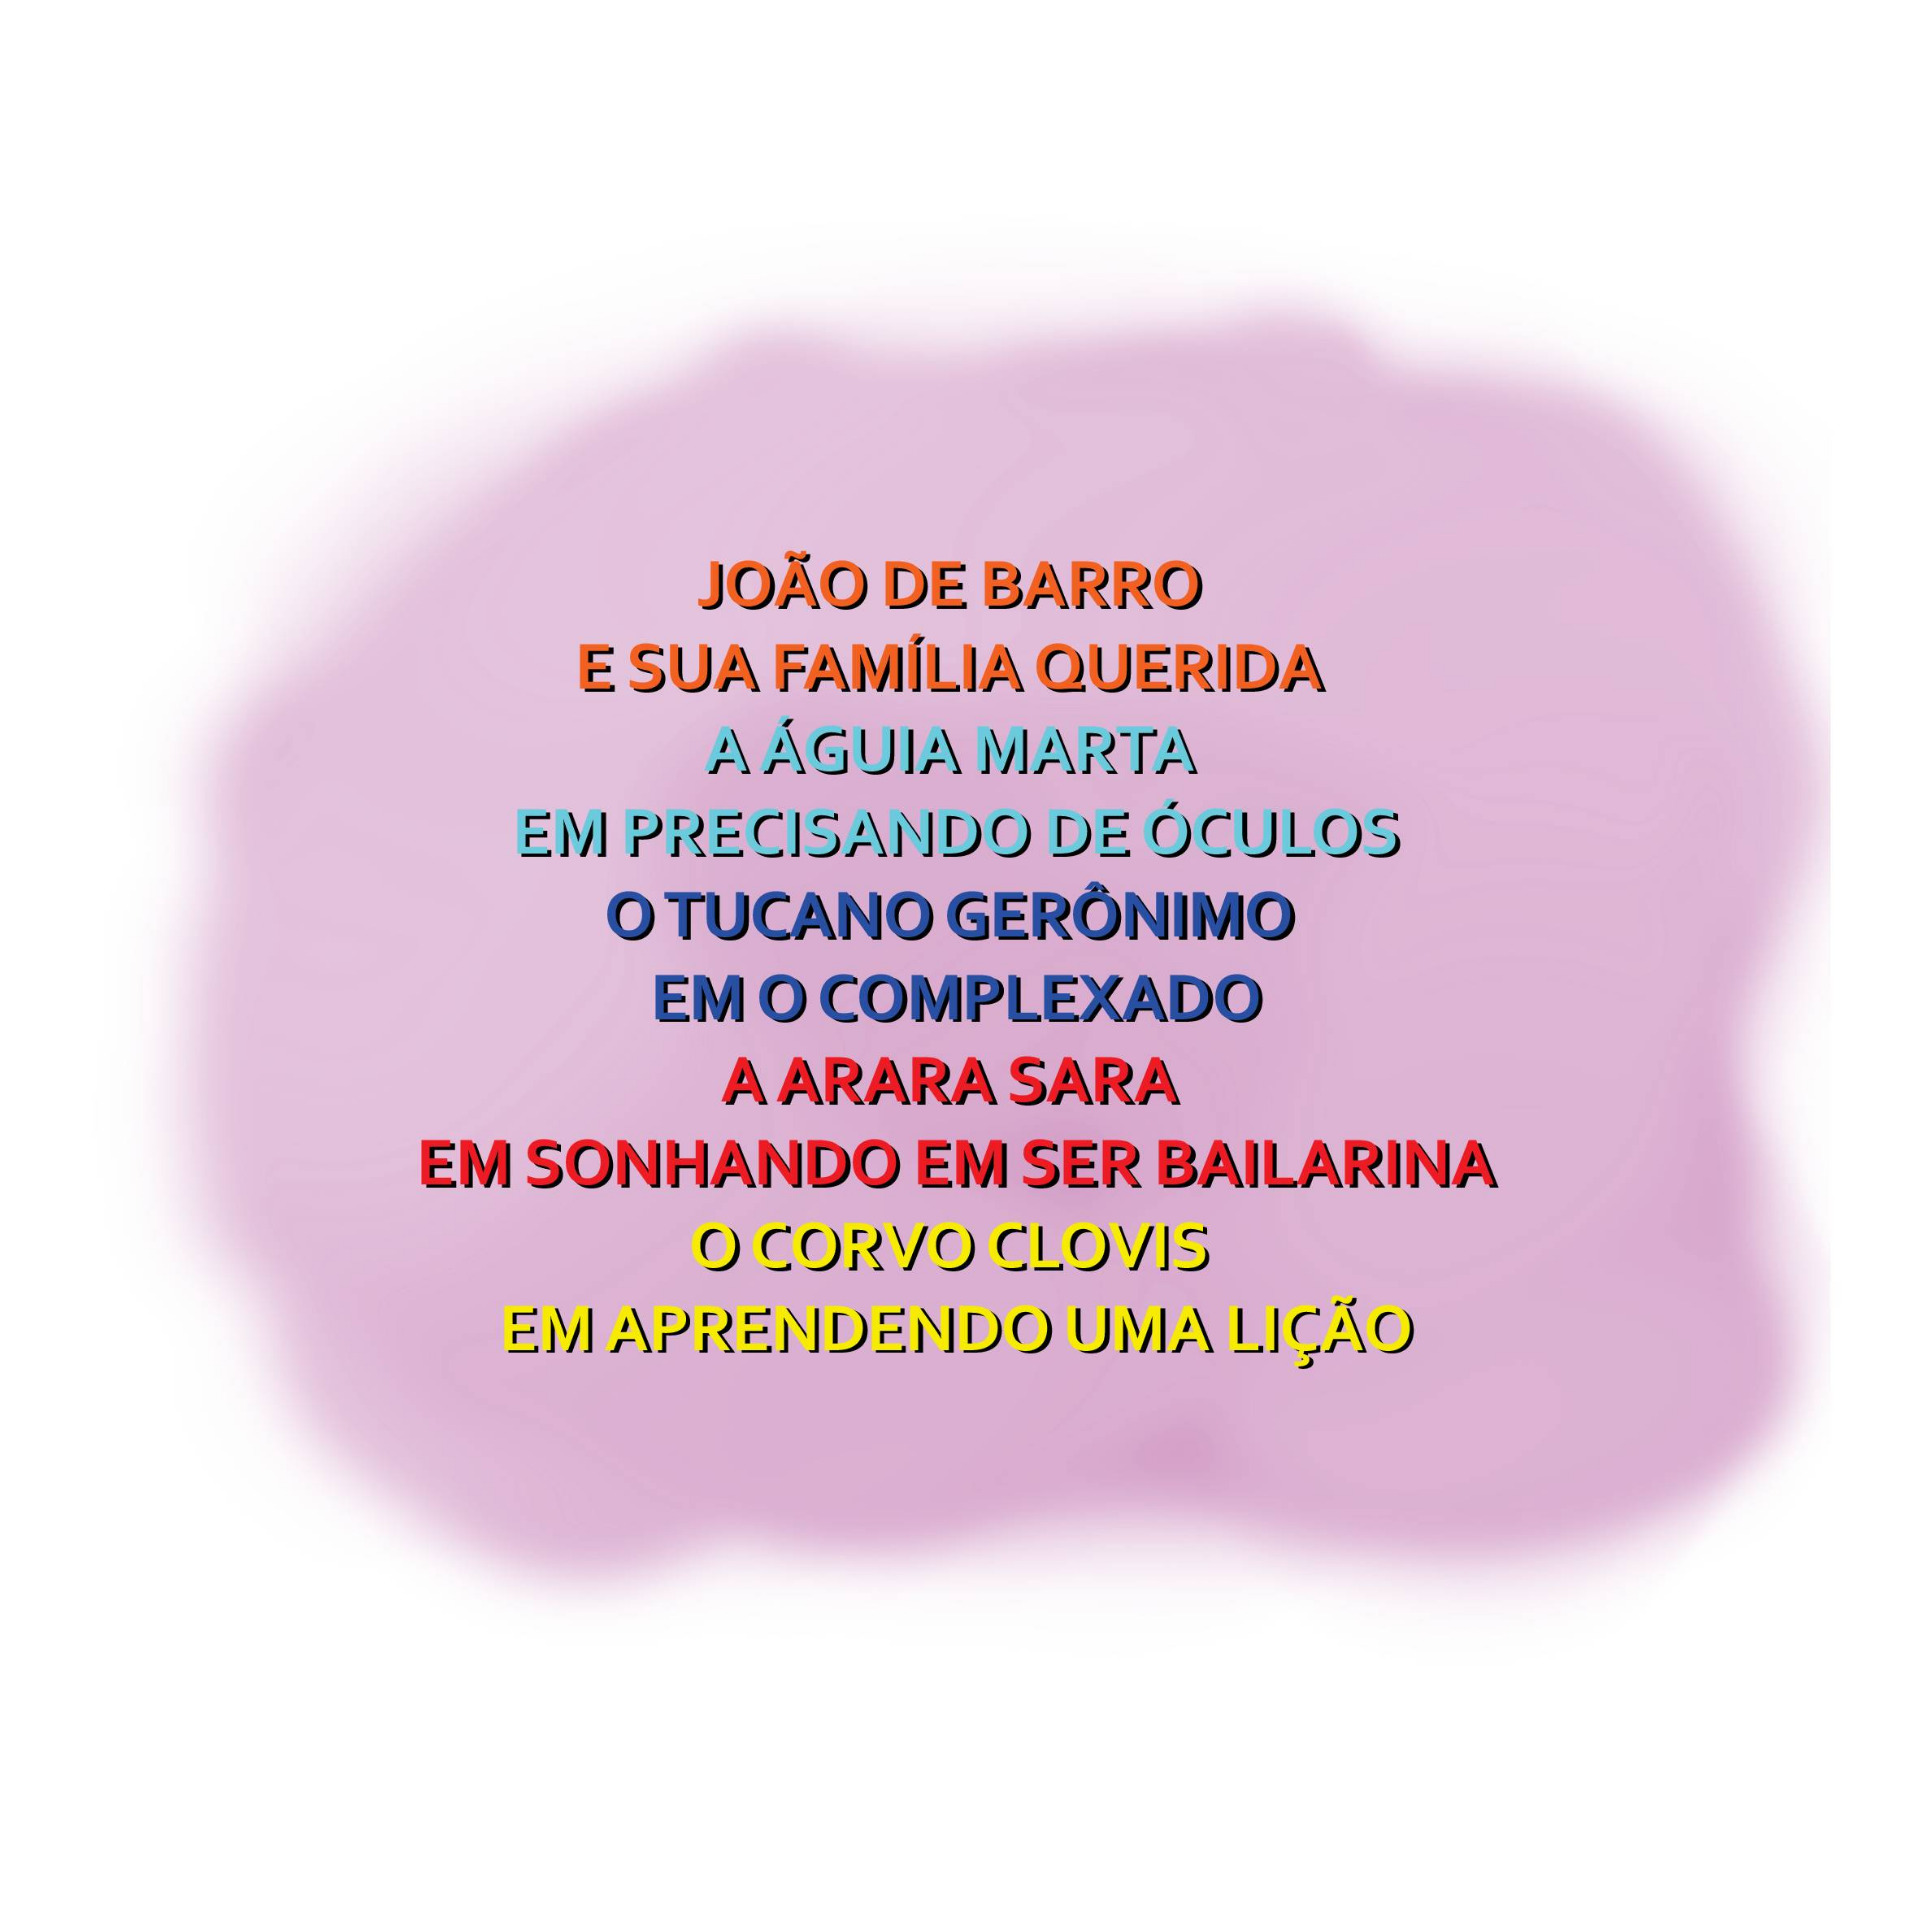 JOÃO DE BARRO
E SUA FAMÍLIA QUERIDA
A ÁGUIA MARTA
EM PRECISANDO DE ÓCULOS
O TUCANO GERÔNIMO
EM O COMPLEXADO
A ARARA SARA
EM SONHANDO EM SER BAILARINA
O CORVO CLOVIS
EM APRENDENDO UMA LIÇÃO